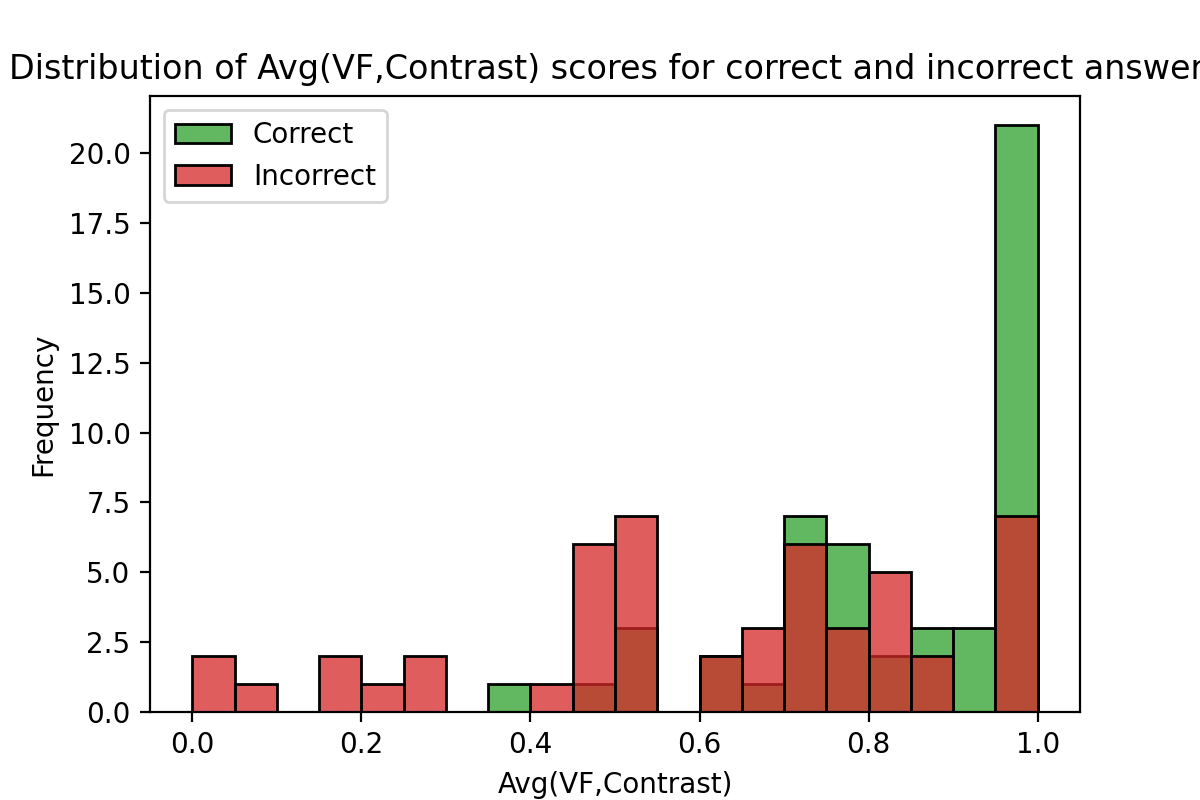 Distribution of Avg(VF,Contrast) scores for correct and incorrect answer
Correct
Incorrect
20.0
17.5
15.0
12.5
10.0
7.5
5.0
2.5
0.0
Frequency
0.0 0.2 0.4 0.6 0.8 1.0
Avg(VF,Contrast)